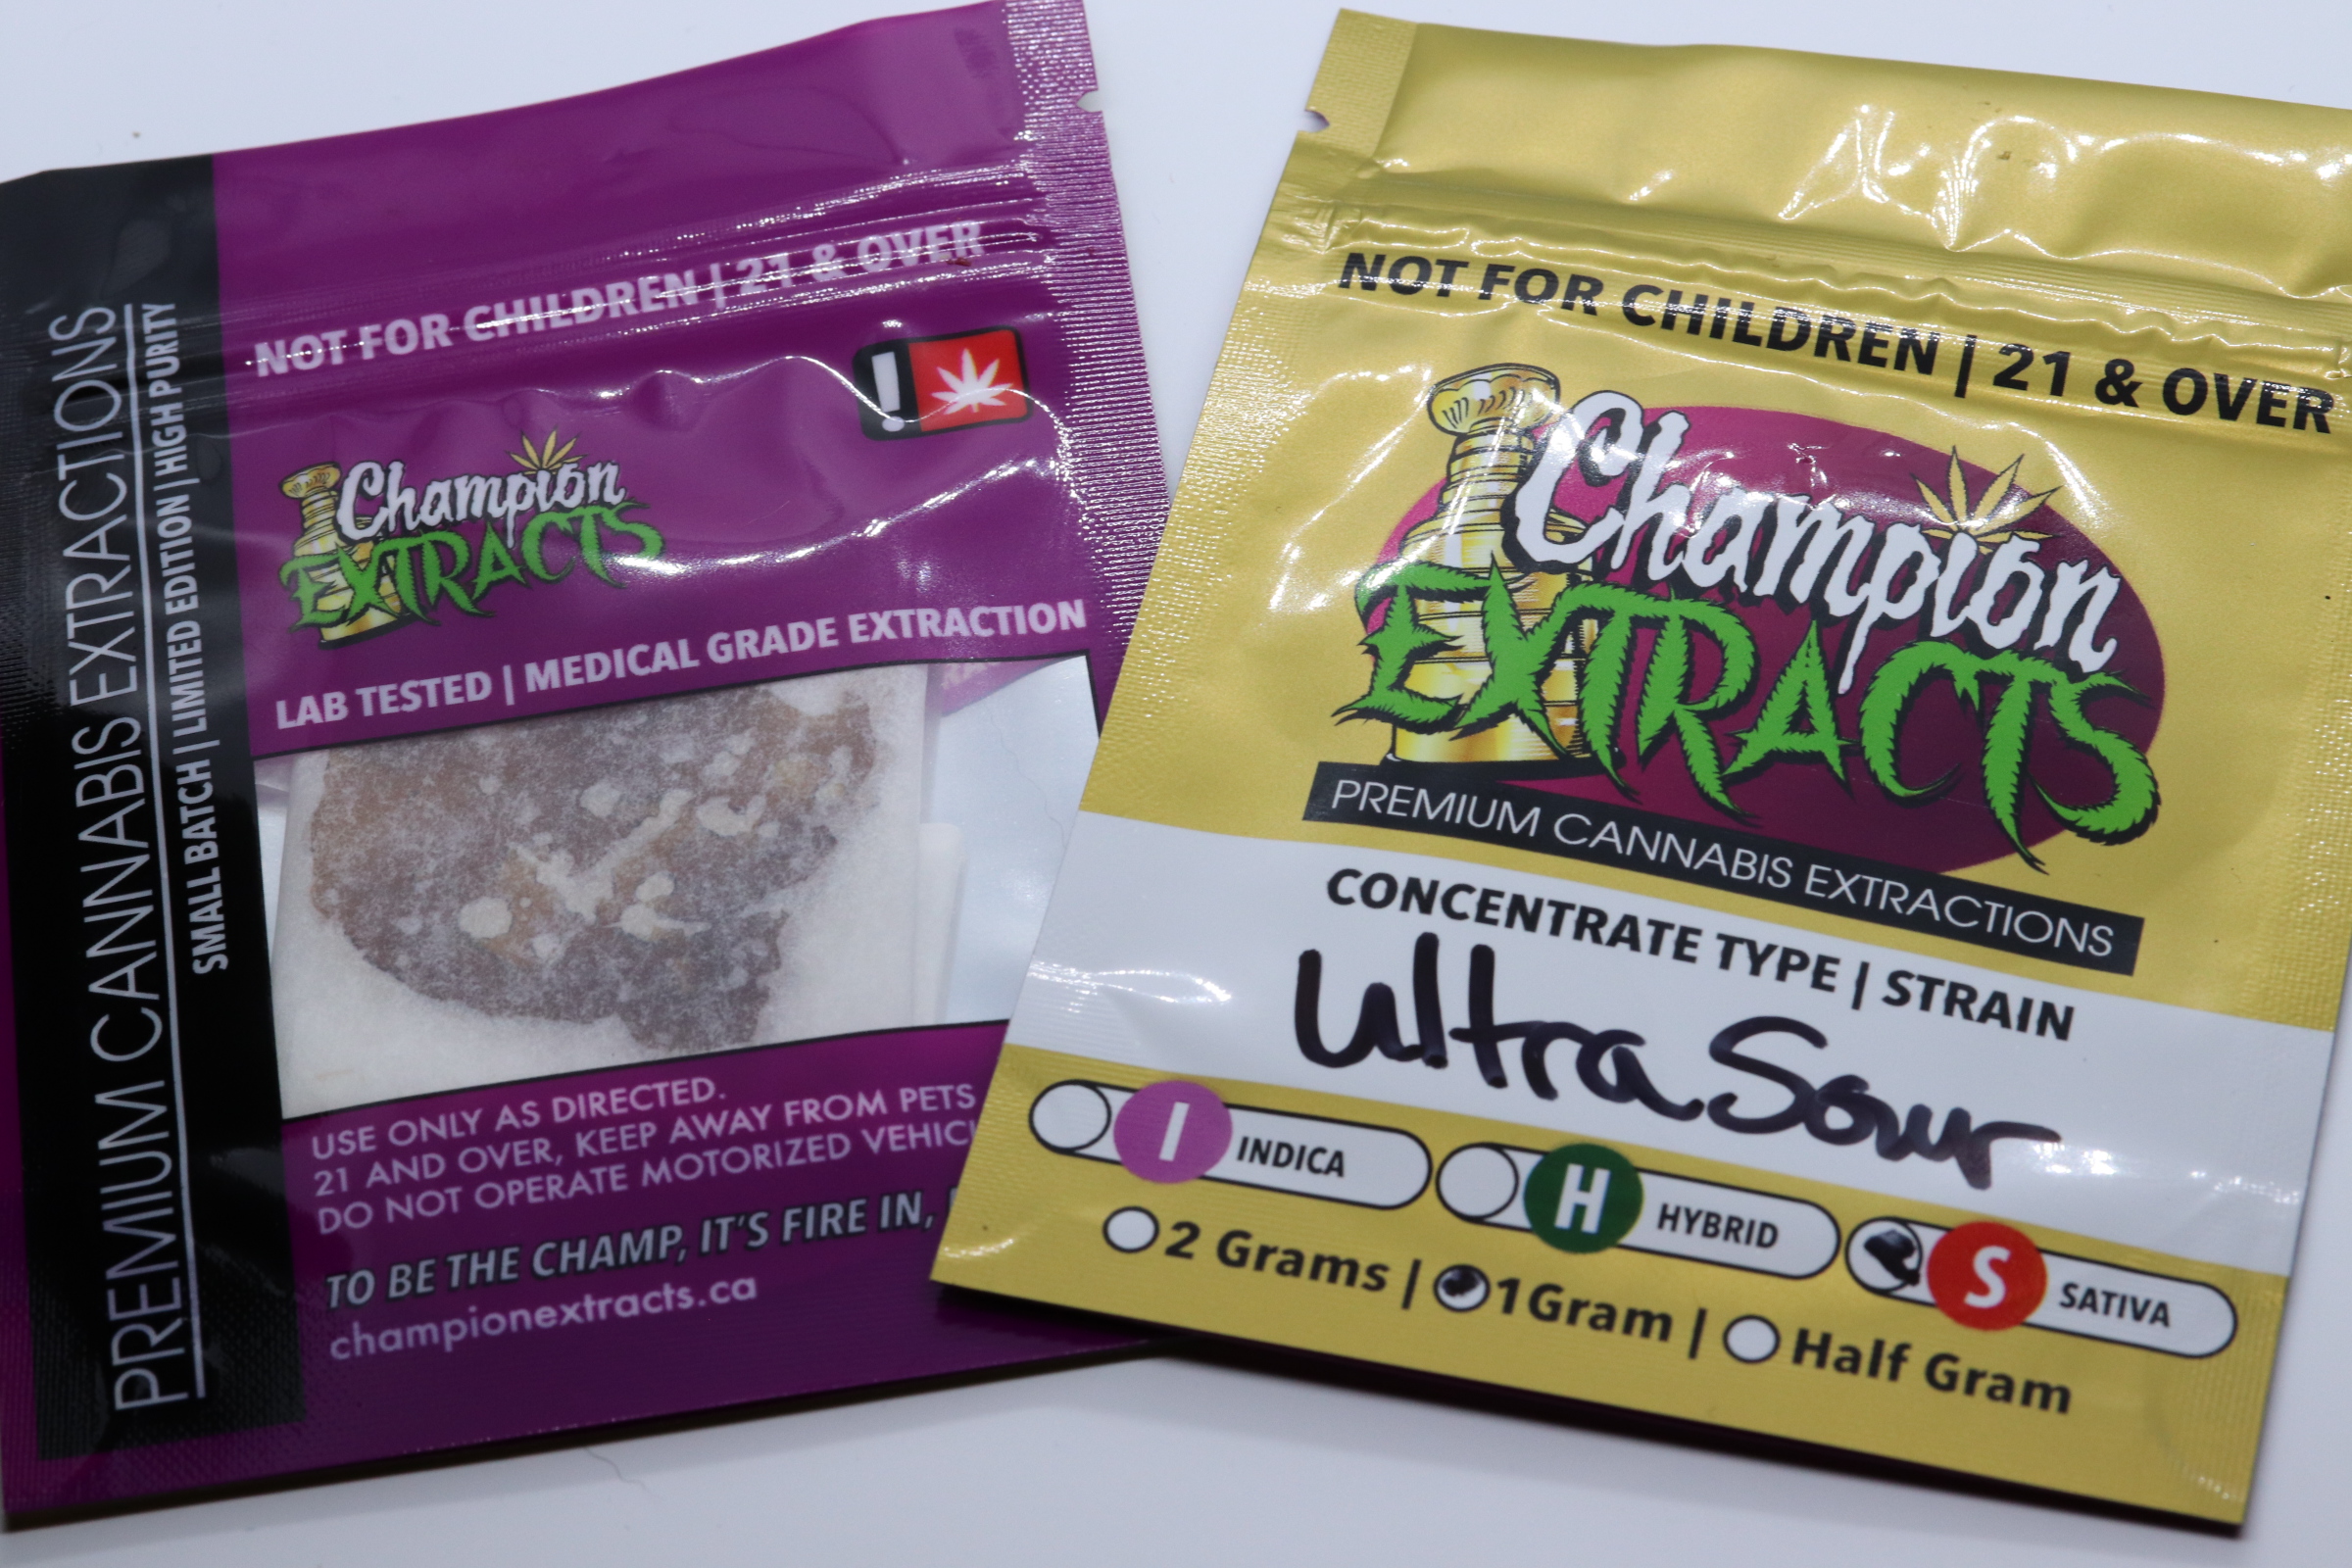 PREMIUM CANNABIS EXTRACTIONS
SMALL BATCH | LIMITED EDITION | HIGH PURITY
NOT FOR CHILDREN | 21 & OVER
!
Champion
EXTRACTS
LAB TESTED | MEDICAL GRADE EXTRACTION
USE ONLY AS DIRECTED.
21 AND OVER, KEEP AWAY FROM PETS
DO NOT OPERATE MOTORIZED
TO BE THE CHAMP, IT'S FIRE IN,
championextracts.ca
NOT FOR CHILDREN | 21 & OVER
Champion
EXTRACTS
PREMIUM CANNABIS EXTRACTIONS
CONCENTRATE TYPE | STRAIN
Ultra Sour
I INDICA H HYBRID S SATIVA
2 Grams | 1 Gram | Half Gram